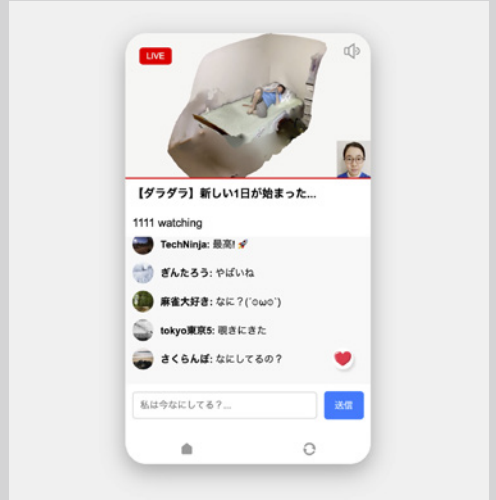 LIVE
【ダラダラ】新しい1日が始まった...
1111 watching
TechNinja: 最高! 🚀
ぎんたろう: やばいね
麻雀大好き: なに？(´◎ω◎`)
tokyo東京5: 覗きにきた
さくらんぼ: なにしてるの？
私は今なにしてる？...
送信